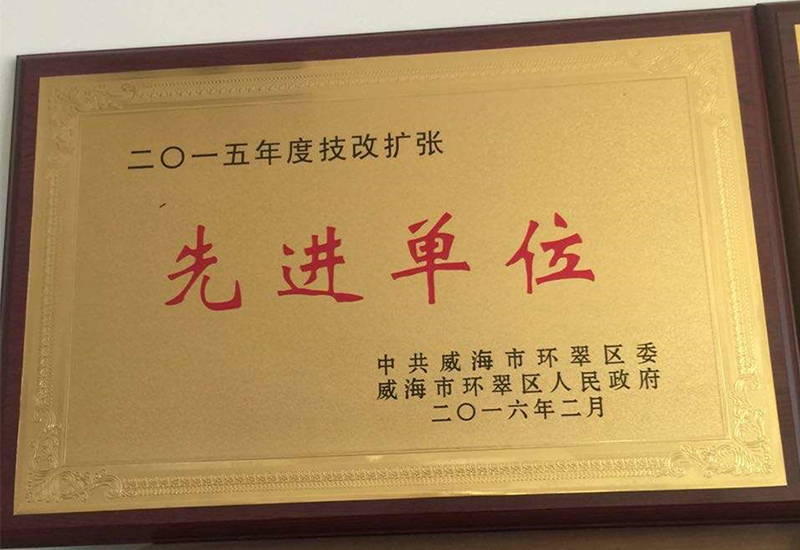 二〇一五年度技改扩张
先进单位
中共威海市环翠区委
威海市环翠区人民政府
二〇一六年二月